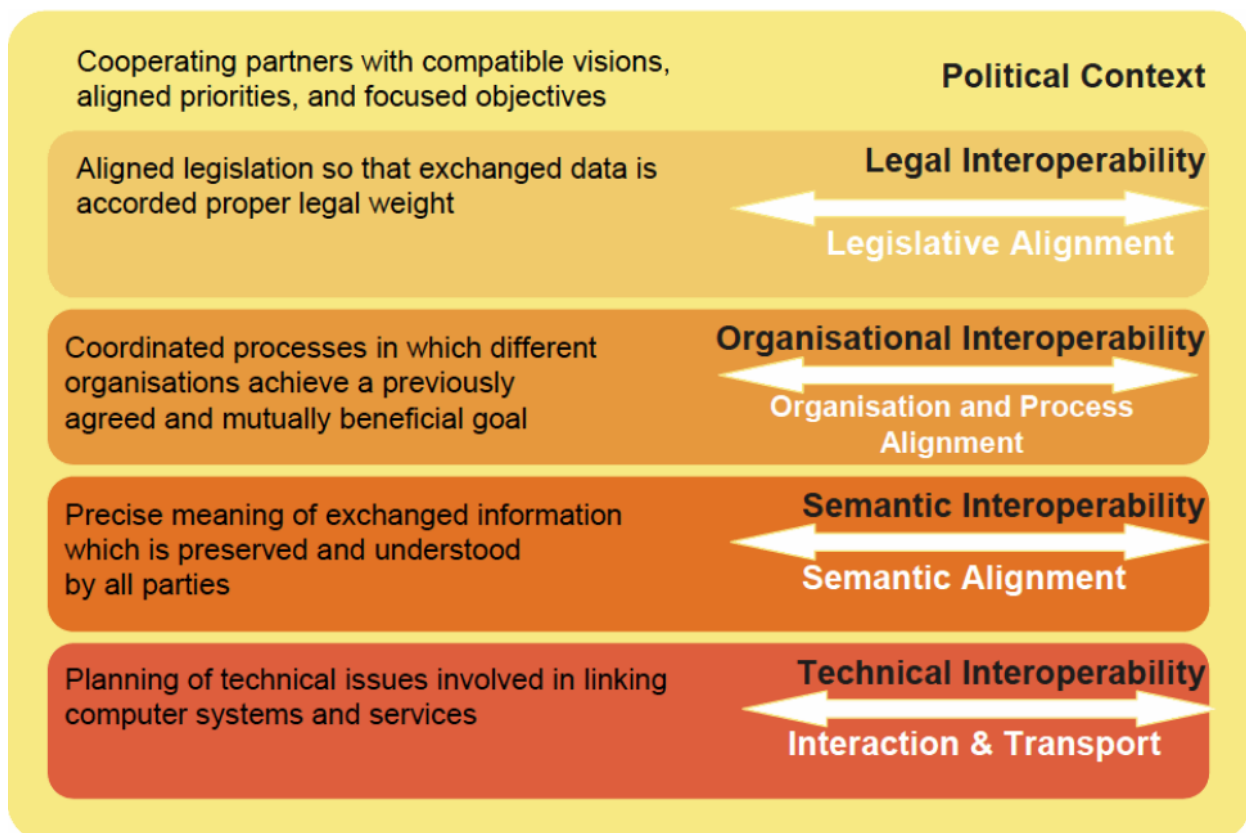 Cooperating partners with compatible visions,
aligned priorities, and focused objectives
Political Context
Aligned legislation so that exchanged data is
accorded proper legal weight
Legal Interoperability
Legislative Alignment
Coordinated processes in which different
organisations achieve a previously
agreed and mutually beneficial goal
Organisational Interoperability
Organisation and Process
Alignment
Precise meaning of exchanged information
which is preserved and understood
by all parties
Semantic Interoperability
Semantic Alignment
Planning of technical issues involved in linking
computer systems and services
Technical Interoperability
Interaction & Transport